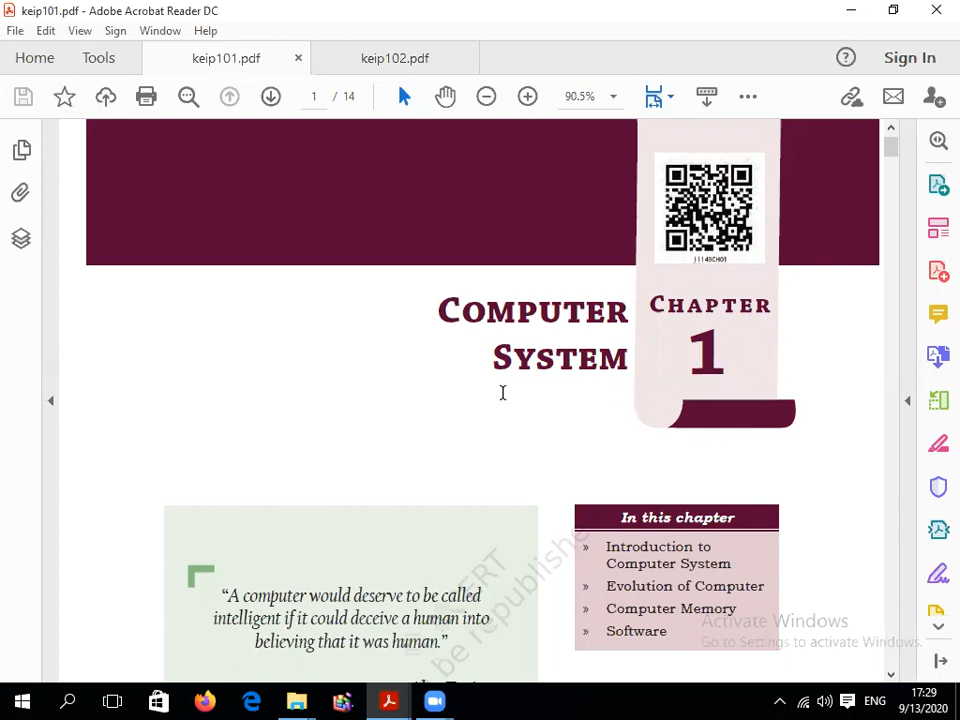 keip101.pdf - Adobe Acrobat Reader DC
File Edit View Sign Window Help
Home Tools keip101.pdf × keip102.pdf ? Sign In
1 / 14 90.5%
J1149CH01
COMPUTER
SYSTEM
CHAPTER
1
In this chapter
» Introduction to
Computer System
» Evolution of Computer
» Computer Memory
» Software
“A computer would deserve to be called
intelligent if it could deceive a human into
believing that it was human.”
be republished
Activate Windows
Go to Settings to activate Windows.
ENG
17:29
9/13/2020